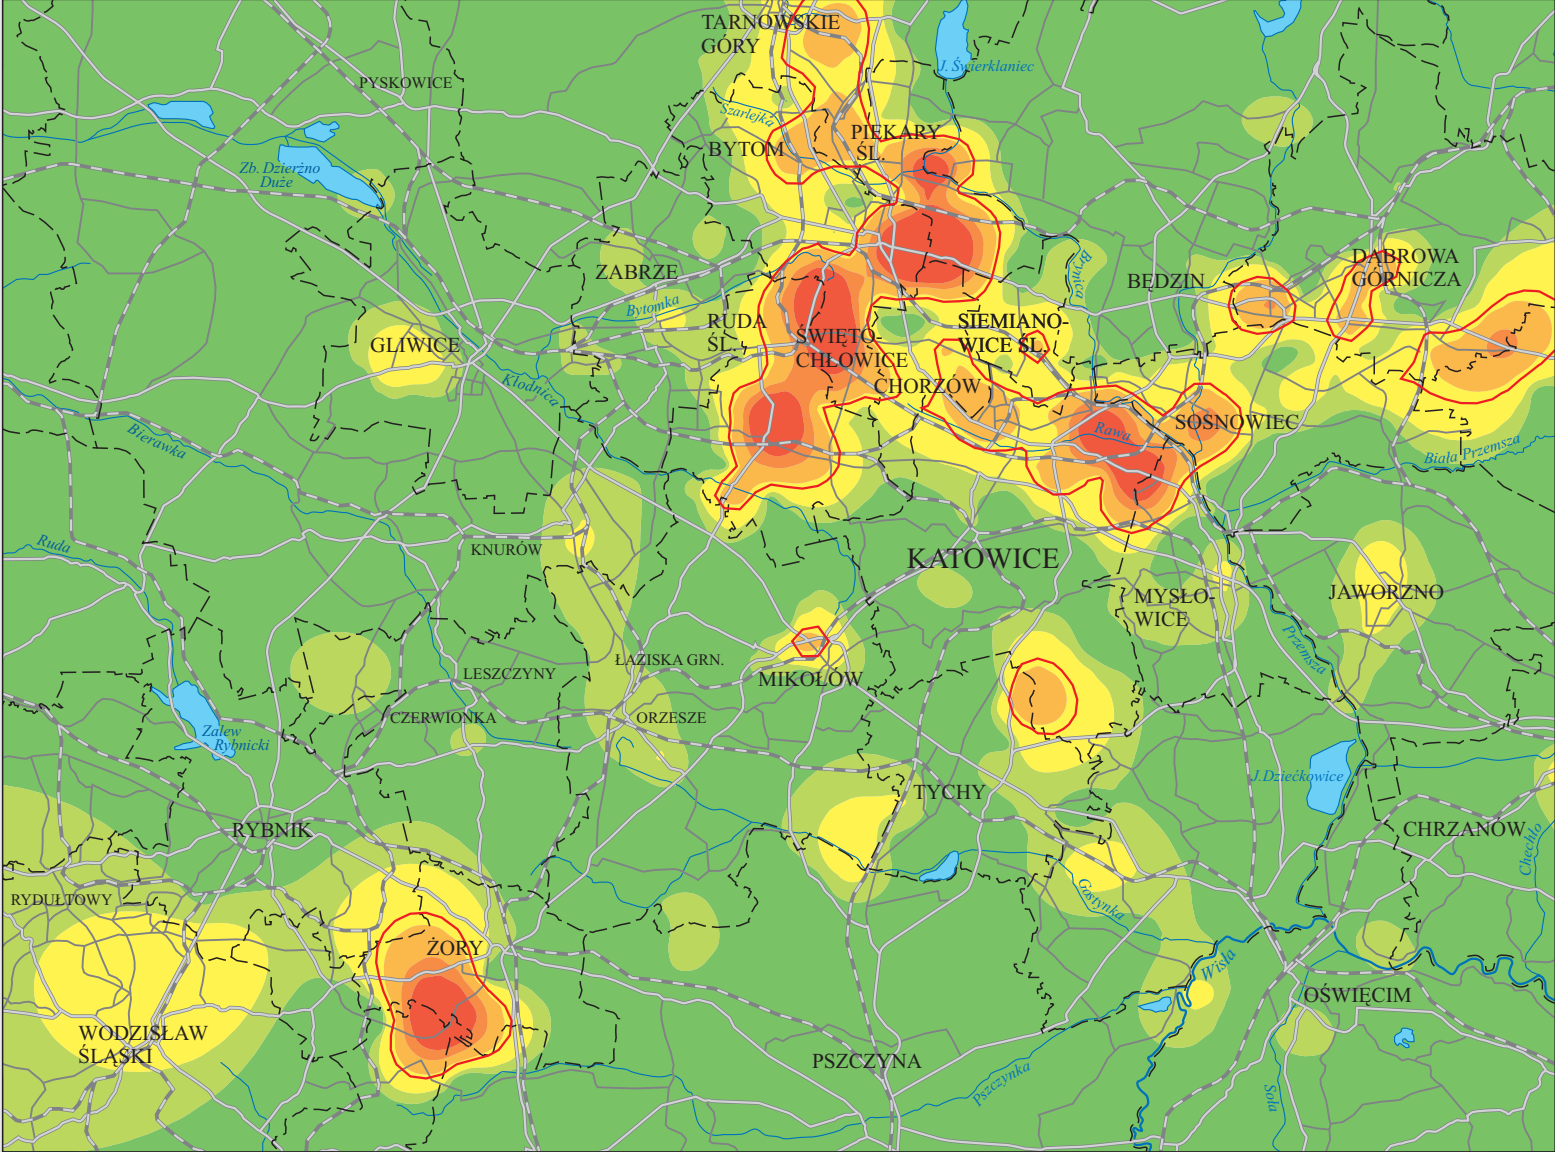 TARNOWSKIE
GÓRY
J. Świerklaniec
PYSKOWICE
Szarlejka
PIEKARY
ŚL.
BYTOM
Zb. Dzierżno
Duże
ZABRZE
Brynica
BĘDZIN
DĄBROWA
GÓRNICZA
Bytomka
RUDA
ŚL.
SIEMIANO-
WICE ŚL.
ŚWIĘTO-
CHŁOWICE
GLIWICE
CHORZÓW
Kłodnica
SOSNOWIEC
Rawa
Bierawka
Biała Przemsza
Ruda
KNURÓW
KATOWICE
MYSŁO-
WICE
JAWORZNO
Przemsza
ŁAZISKA GRN.
LESZCZYNY
MIKOŁÓW
CZERWIONKA
ORZESZE
Zalew
Rybnicki
J.Dziećkowice
TYCHY
RYBNIK
CHRZANÓW
Chechło
RYDUŁTOWY
Gostynka
ŻORY
Wisła
OŚWIĘCIM
WODZISŁAW
ŚLĄSKI
PSZCZYNA
Pszczynka
Soła